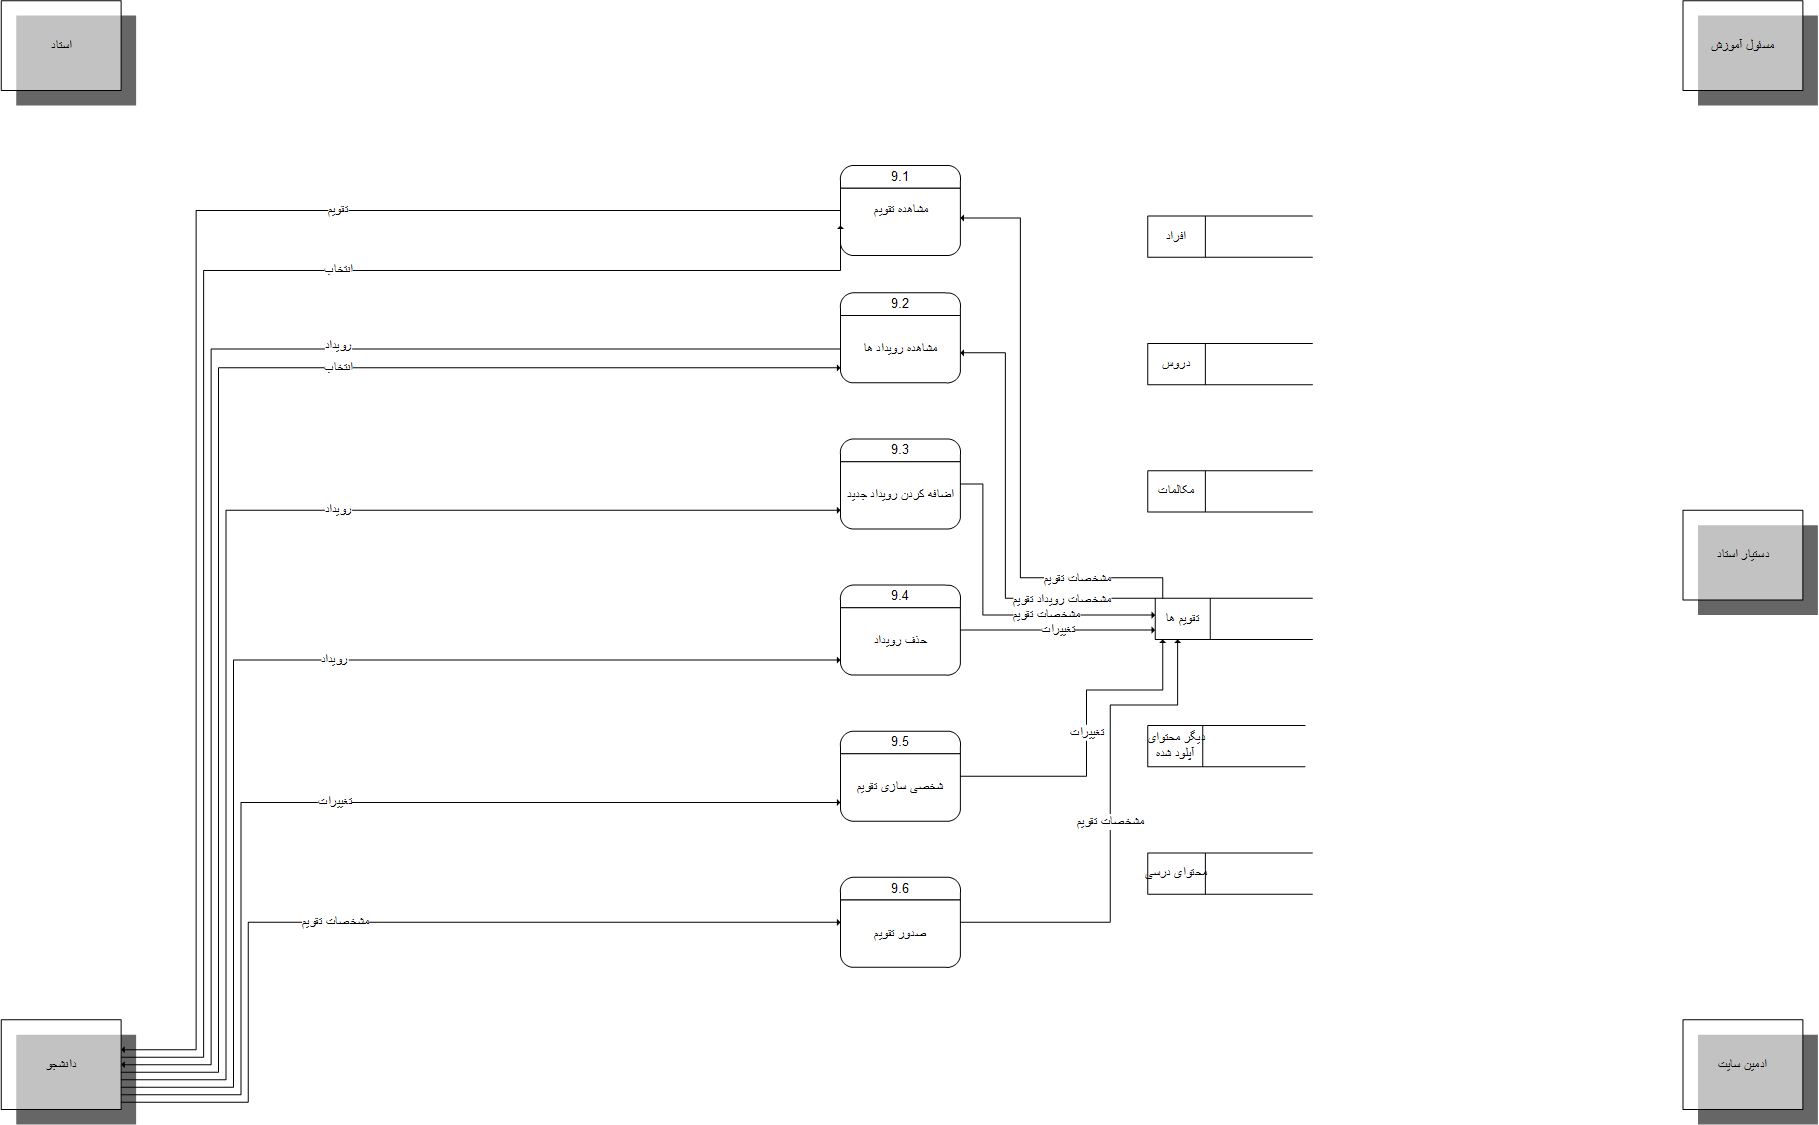 استاد
مسئول آموزش
9.1
مشاهده تقویم
تقویم
انتخاب
افراد
9.2
مشاهده رویداد ها
رویداد
انتخاب
دروس
9.3
اضافه کردن رویداد جدید
رویداد
مکالمات
دستیار استاد
مشخصات تقویم
مشخصات رویداد تقویم
مشخصات تقویم
تغییرات
تقویم ها
9.4
حذف رویداد
رویداد
9.5
شخصی سازی تقویم
تغییرات
تغییرات
دیگر محتوای
آپلود شده
مشخصات تقویم
محتوای درسی
9.6
صدور تقویم
مشخصات تقویم
دانشجو
ادمین سایت